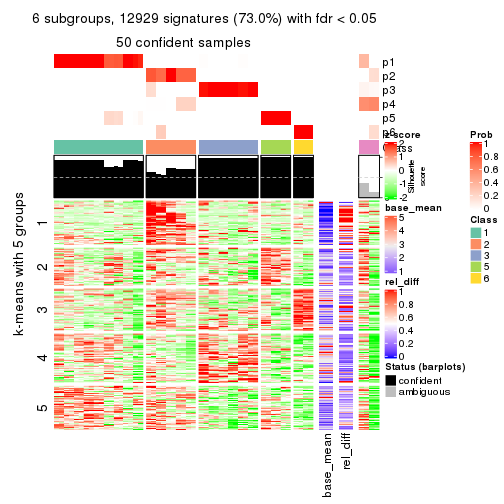 6 subgroups, 12929 signatures (73.0%) with fdr < 0.05
50 confident samples
p1
p2
p3
p4
p5
p6
Class
Silhouette
score
k-means with 5 groups
1
2
3
4
5
base_mean
rel_diff
z-score
2
1
0
-1
-2
base_mean
5
4
3
2
1
rel_diff
1
0.8
0.6
0.4
0.2
0
Status (barplots)
confident
ambiguous
Prob
1
0.8
0.6
0.4
0.2
0
Class
1
2
3
5
6